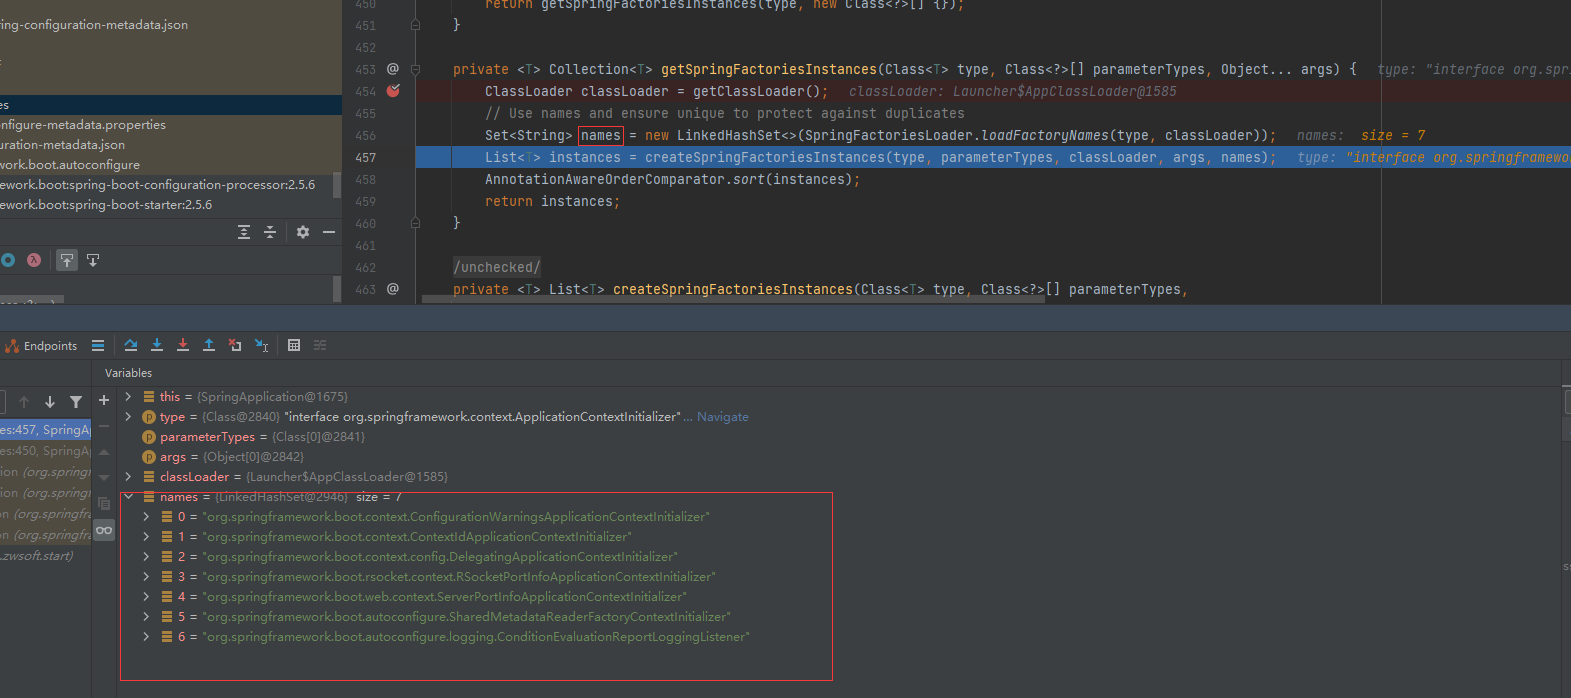 ring-configuration-metadata.json
es
onfigure-metadata.properties
uration-metadata.json
work.boot.autoconfigure
ework.boot:spring-boot-configuration-processor:2.5.6
ework.boot:spring-boot-starter:2.5.6
450 return getSpringFactoriesInstances(type, new Class<?>[] {});
451 }
452
453 @ private <T> Collection<T> getSpringFactoriesInstances(Class<T> type, Class<?>[] parameterTypes, Object... args) { type: "interface org.spri
454 ClassLoader classLoader = getClassLoader(); classLoader: Launcher$AppClassLoader@1585
455 // Use names and ensure unique to protect against duplicates
456 Set<String> names = new LinkedHashSet<>(SpringFactoriesLoader.loadFactoryNames(type, classLoader)); names: size = 7
457 List<T> instances = createSpringFactoriesInstances(type, parameterTypes, classLoader, args, names); type: "interface org.springframewor
458 AnnotationAwareOrderComparator.sort(instances);
459 return instances;
460 }
461
462 /unchecked/
463 @ private <T> List<T> createSpringFactoriesInstances(Class<T> type, Class<?>[] parameterTypes,
Endpoints
Variables
es:457, SpringA
es:450, SpringA
ion (org.springf
ion (org.springf
n (org.springfra
n (org.springfra
.zwsoft.start)
this = {SpringApplication@1675}
type = {Class@2840} "interface org.springframework.context.ApplicationContextInitializer"... Navigate
parameterTypes = {Class[0]@2841}
args = {Object[0]@2842}
classLoader = {Launcher$AppClassLoader@1585}
names = {LinkedHashSet@2946} size = 7
0 = "org.springframework.boot.context.ConfigurationWarningsApplicationContextInitializer"
1 = "org.springframework.boot.context.ContextIdApplicationContextInitializer"
2 = "org.springframework.boot.context.config.DelegatingApplicationContextInitializer"
3 = "org.springframework.boot.rsocket.context.RSocketPortInfoApplicationContextInitializer"
4 = "org.springframework.boot.web.context.ServerPortInfoApplicationContextInitializer"
5 = "org.springframework.boot.autoconfigure.SharedMetadataReaderFactoryContextInitializer"
6 = "org.springframework.boot.autoconfigure.logging.ConditionEvaluationReportLoggingListener"